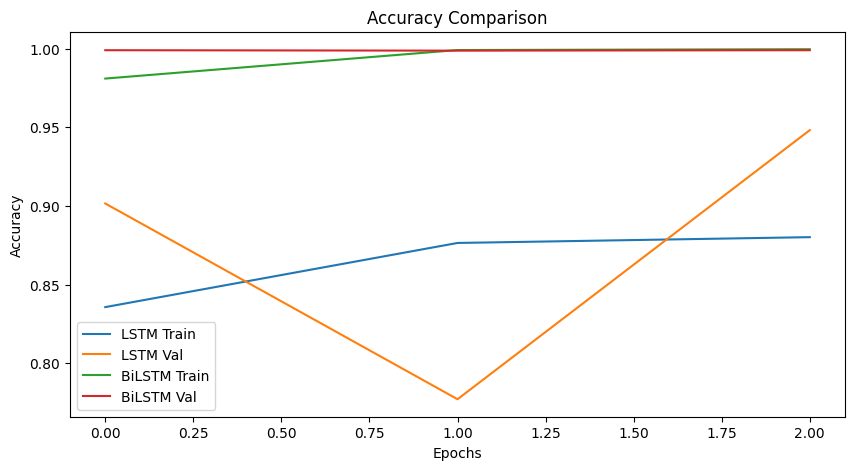 Accuracy Comparison
Accuracy
1.00
0.95
0.90
0.85
0.80
LSTM Train
LSTM Val
BiLSTM Train
BiLSTM Val
0.00 0.25 0.50 0.75 1.00 1.25 1.50 1.75 2.00
Epochs